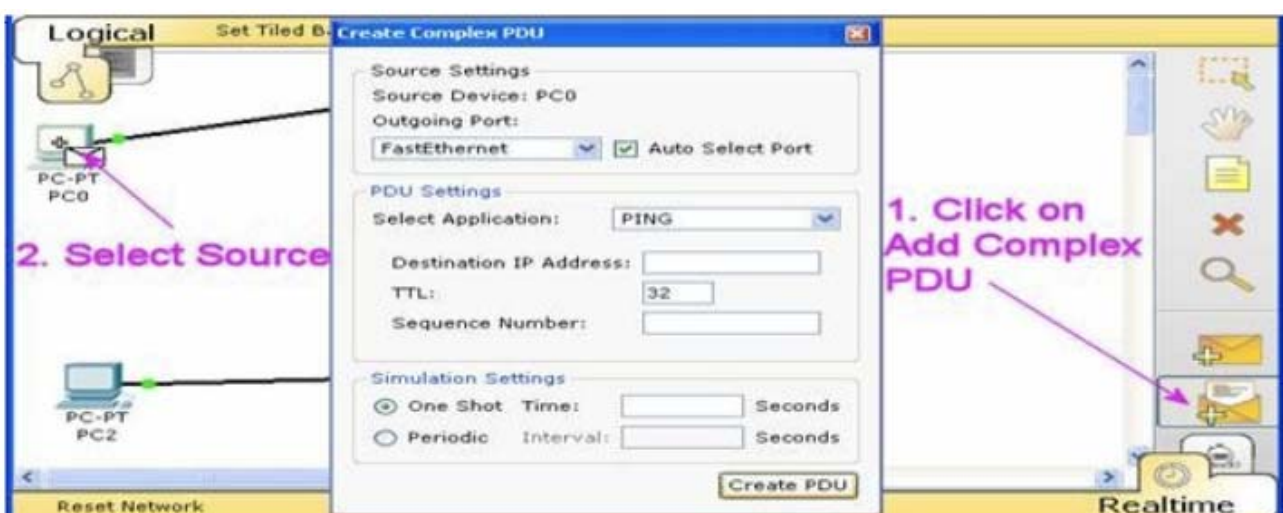 Logical
Set Tiled B
Create Complex PDU
Source Settings
Source Device: PC0
Outgoing Port:
FastEthernet
Auto Select Port
PC-PT
PC0
PDU Settings
Select Application:
PING
1. Click on
Add Complex
PDU
2. Select Source
Destination IP Address:
TTL:
32
Sequence Number:
Simulation Settings
One Shot Time:
Seconds
Periodic Interval:
Seconds
PC-PT
PC2
Create PDU
Reset Network
Realtime